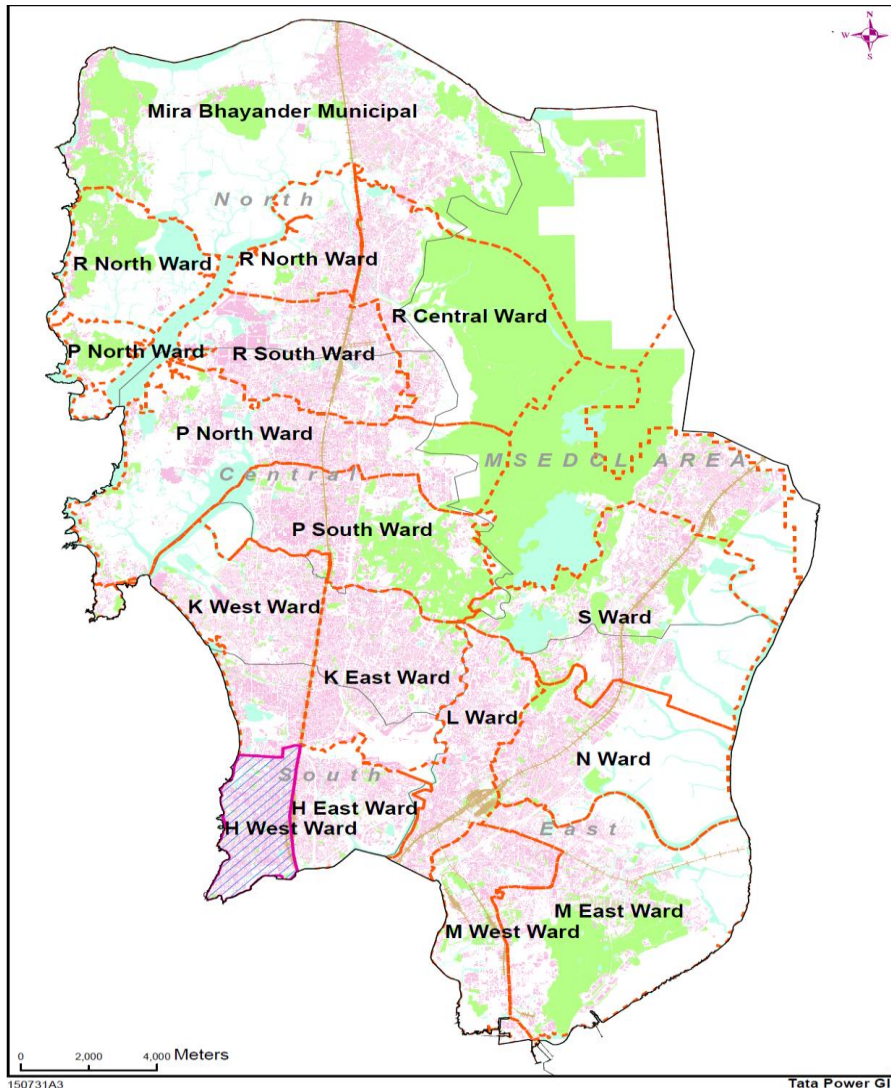 N
W E
S
Mira Bhayander Municipal
North
R North Ward
R North Ward
R Central Ward
P North Ward
R South Ward
P North Ward
Central
MSEDCL AREA
P South Ward
K West Ward
S Ward
K East Ward
L Ward
N Ward
South
H East Ward
H West Ward
East
M East Ward
M West Ward
0 2,000 4,000 Meters
150731A3
Tata Power GI